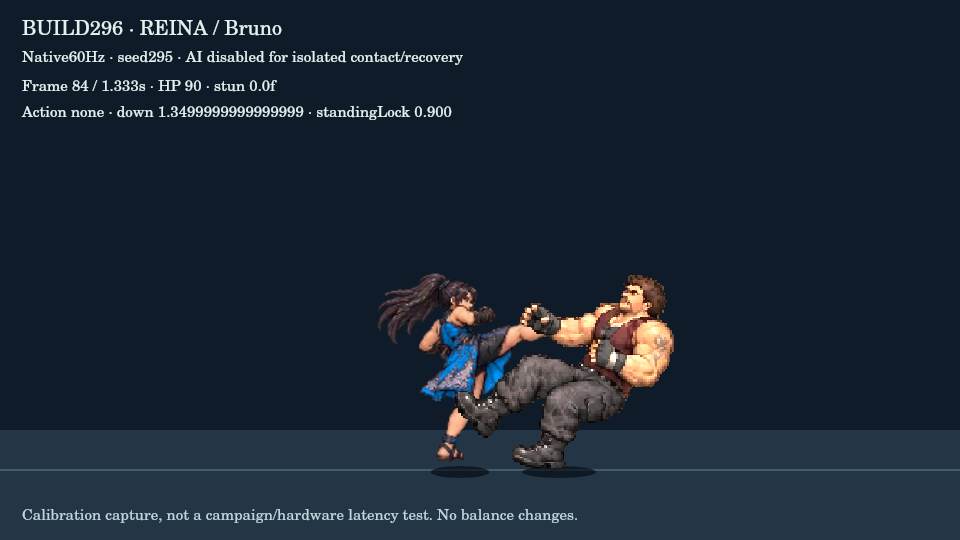 BUILD296 · REINA / Bruno
Native60Hz · seed295 · AI disabled for isolated contact/recovery
Frame 84 / 1.333s · HP 90 · stun 0.0f
Action none · down 1.3499999999999999 · standingLock 0.900
Calibration capture, not a campaign/hardware latency test. No balance changes.